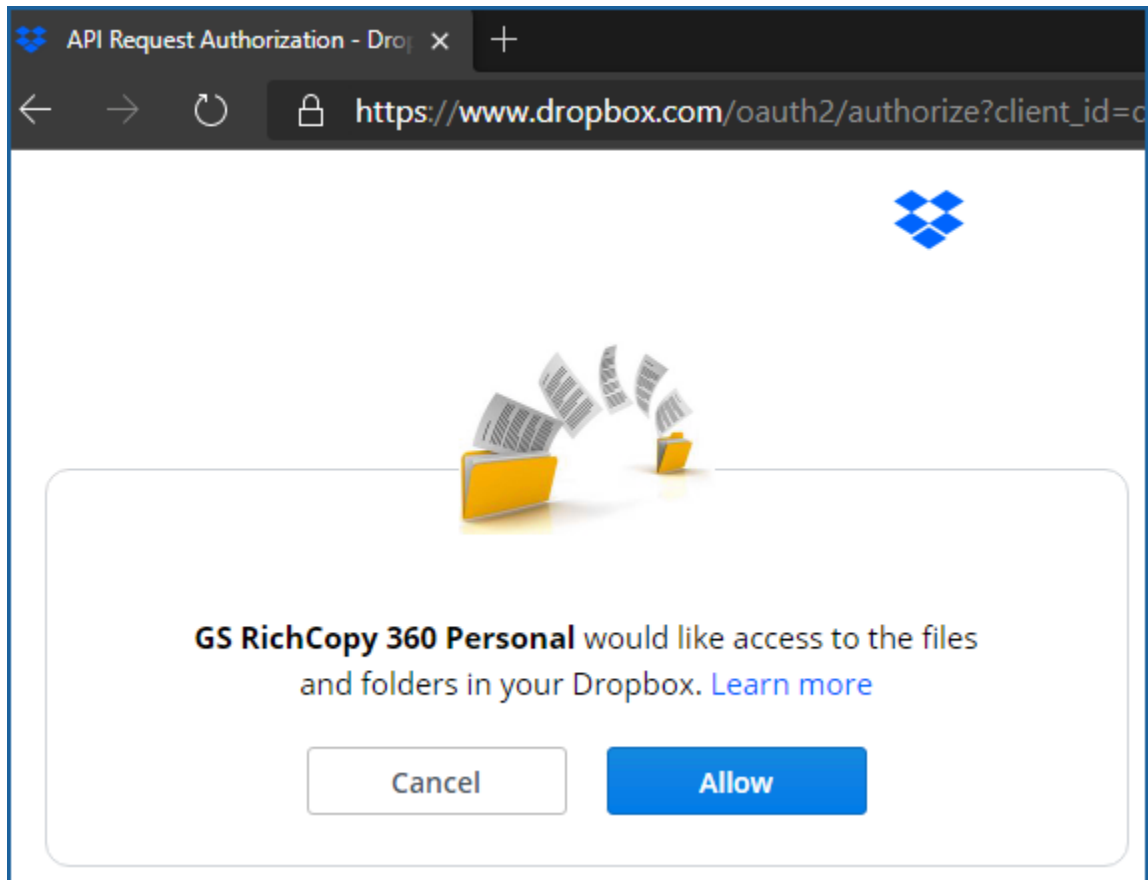 API Request Authorization - Drop
https://www.dropbox.com/oauth2/authorize?client_id=
GS RichCopy 360 Personal would like access to the files
and folders in your Dropbox. Learn more
Cancel
Allow